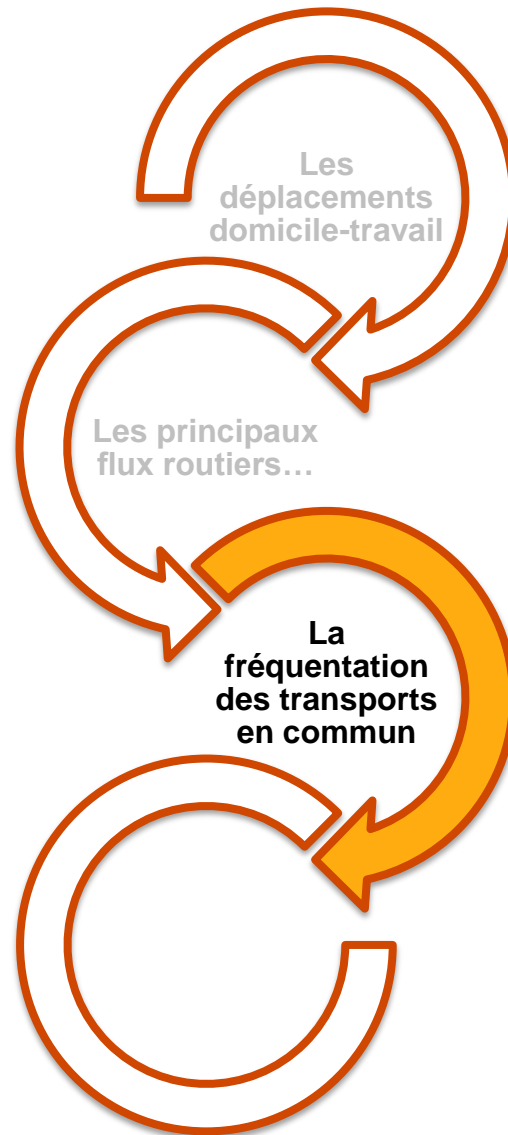 Les
déplacements
domicile-travail
Les principaux
flux routiers…
La
fréquentation
des transports
en commun